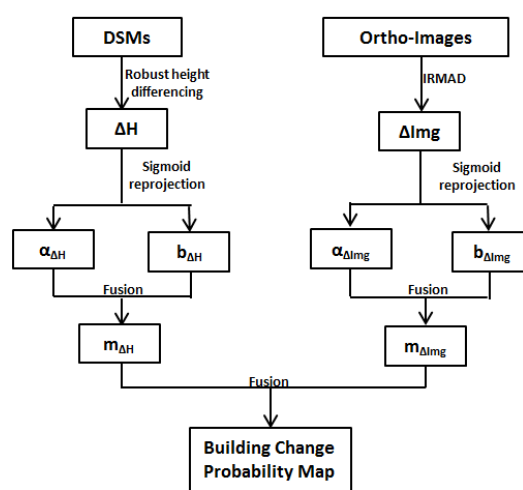 DSMs
Ortho-Images
Robust height
differencing
IRMAD
ΔH
ΔImg
Sigmoid
reprojection
Sigmoid
reprojection
αΔH
bΔH
αΔImg
bΔImg
Fusion
Fusion
mΔH
mΔImg
Fusion
Building Change
Probability Map